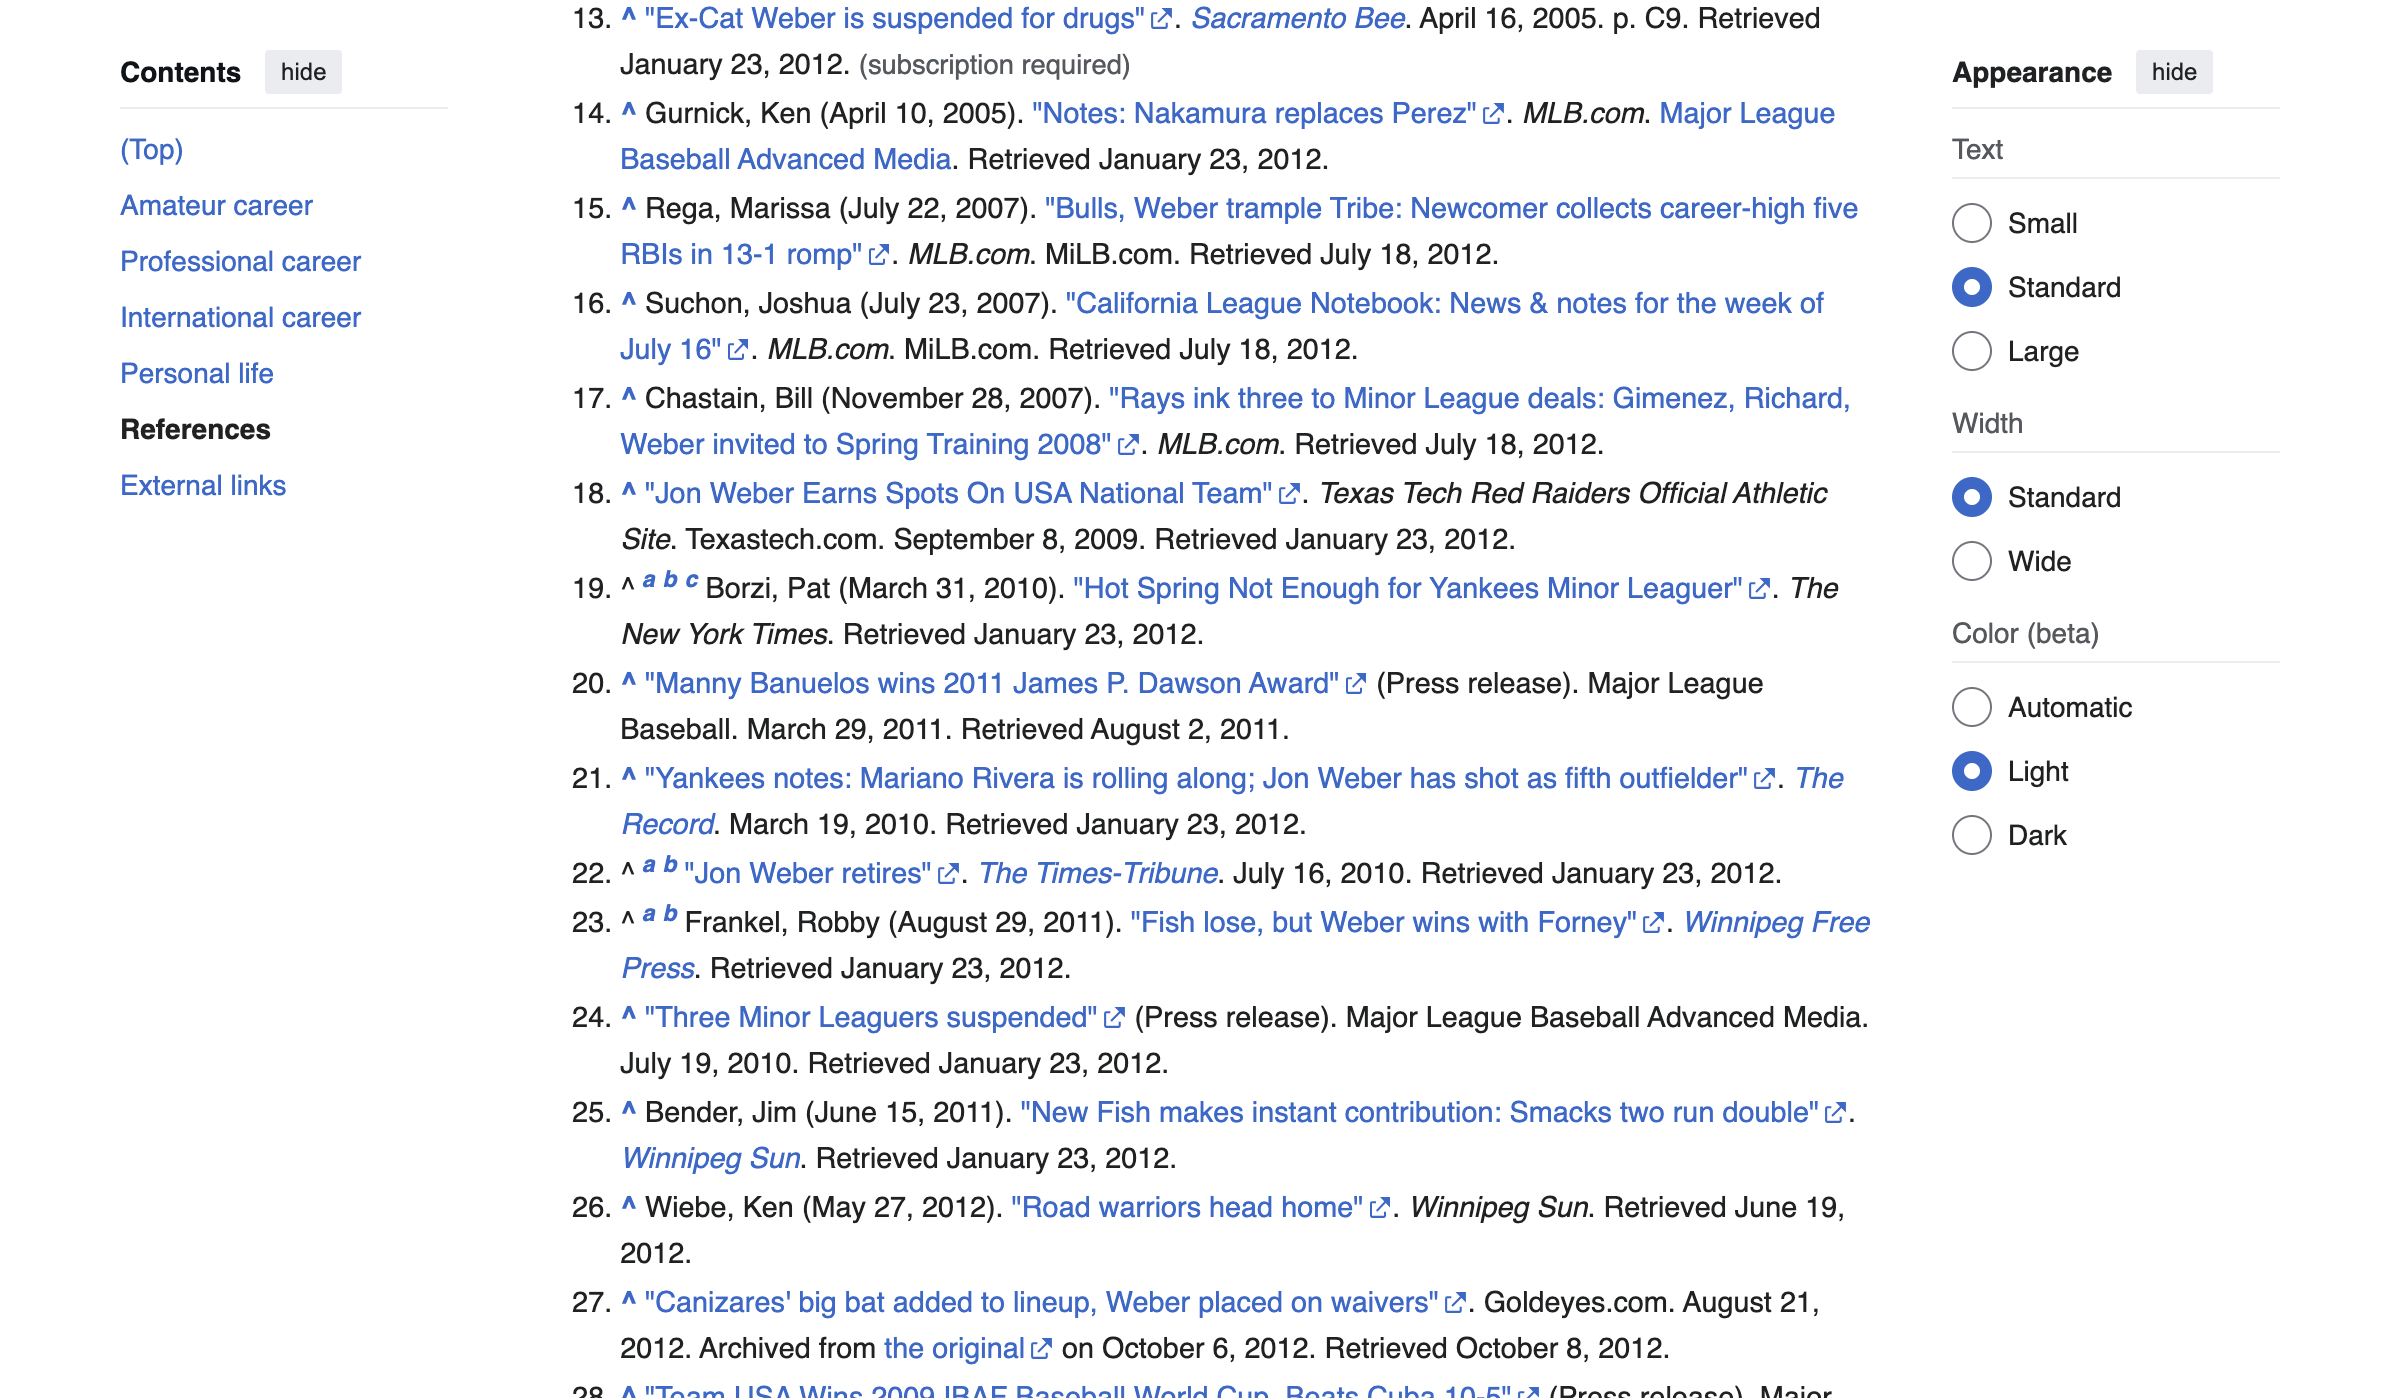 Contents hide
(Top)
Amateur career
Professional career
International career
Personal life
References
External links
13. ^ "Ex-Cat Weber is suspended for drugs". Sacramento Bee. April 16, 2005. p. C9. Retrieved
January 23, 2012. (subscription required)
14. ^ Gurnick, Ken (April 10, 2005). "Notes: Nakamura replaces Perez". MLB.com. Major League
Baseball Advanced Media. Retrieved January 23, 2012.
15. ^ Rega, Marissa (July 22, 2007). "Bulls, Weber trample Tribe: Newcomer collects career-high five
RBIs in 13-1 romp". MLB.com. MiLB.com. Retrieved July 18, 2012.
16. ^ Suchon, Joshua (July 23, 2007). "California League Notebook: News & notes for the week of
July 16". MLB.com. MiLB.com. Retrieved July 18, 2012.
17. ^ Chastain, Bill (November 28, 2007). "Rays ink three to Minor League deals: Gimenez, Richard,
Weber invited to Spring Training 2008". MLB.com. Retrieved July 18, 2012.
18. ^ "Jon Weber Earns Spots On USA National Team". Texas Tech Red Raiders Official Athletic
Site. Texastech.com. September 8, 2009. Retrieved January 23, 2012.
19. ^ a b c Borzi, Pat (March 31, 2010). "Hot Spring Not Enough for Yankees Minor Leaguer". The
New York Times. Retrieved January 23, 2012.
20. ^ "Manny Banuelos wins 2011 James P. Dawson Award" (Press release). Major League
Baseball. March 29, 2011. Retrieved August 2, 2011.
21. ^ "Yankees notes: Mariano Rivera is rolling along; Jon Weber has shot as fifth outfielder". The
Record. March 19, 2010. Retrieved January 23, 2012.
22. ^ a b "Jon Weber retires". The Times-Tribune. July 16, 2010. Retrieved January 23, 2012.
23. ^ a b Frankel, Robby (August 29, 2011). "Fish lose, but Weber wins with Forney". Winnipeg Free
Press. Retrieved January 23, 2012.
24. ^ "Three Minor Leaguers suspended" (Press release). Major League Baseball Advanced Media.
July 19, 2010. Retrieved January 23, 2012.
25. ^ Bender, Jim (June 15, 2011). "New Fish makes instant contribution: Smacks two run double".
Winnipeg Sun. Retrieved January 23, 2012.
26. ^ Wiebe, Ken (May 27, 2012). "Road warriors head home". Winnipeg Sun. Retrieved June 19,
2012.
27. ^ "Canizares' big bat added to lineup, Weber placed on waivers". Goldeyes.com. August 21,
2012. Archived from the original on October 6, 2012. Retrieved October 8, 2012.
28. ^ "Team USA Wins 2009 IBAF Baseball World Cup, Beats Cuba 10-5" (Press release). Major
Appearance hide
Text
Small
Standard
Large
Width
Standard
Wide
Color (beta)
Automatic
Light
Dark